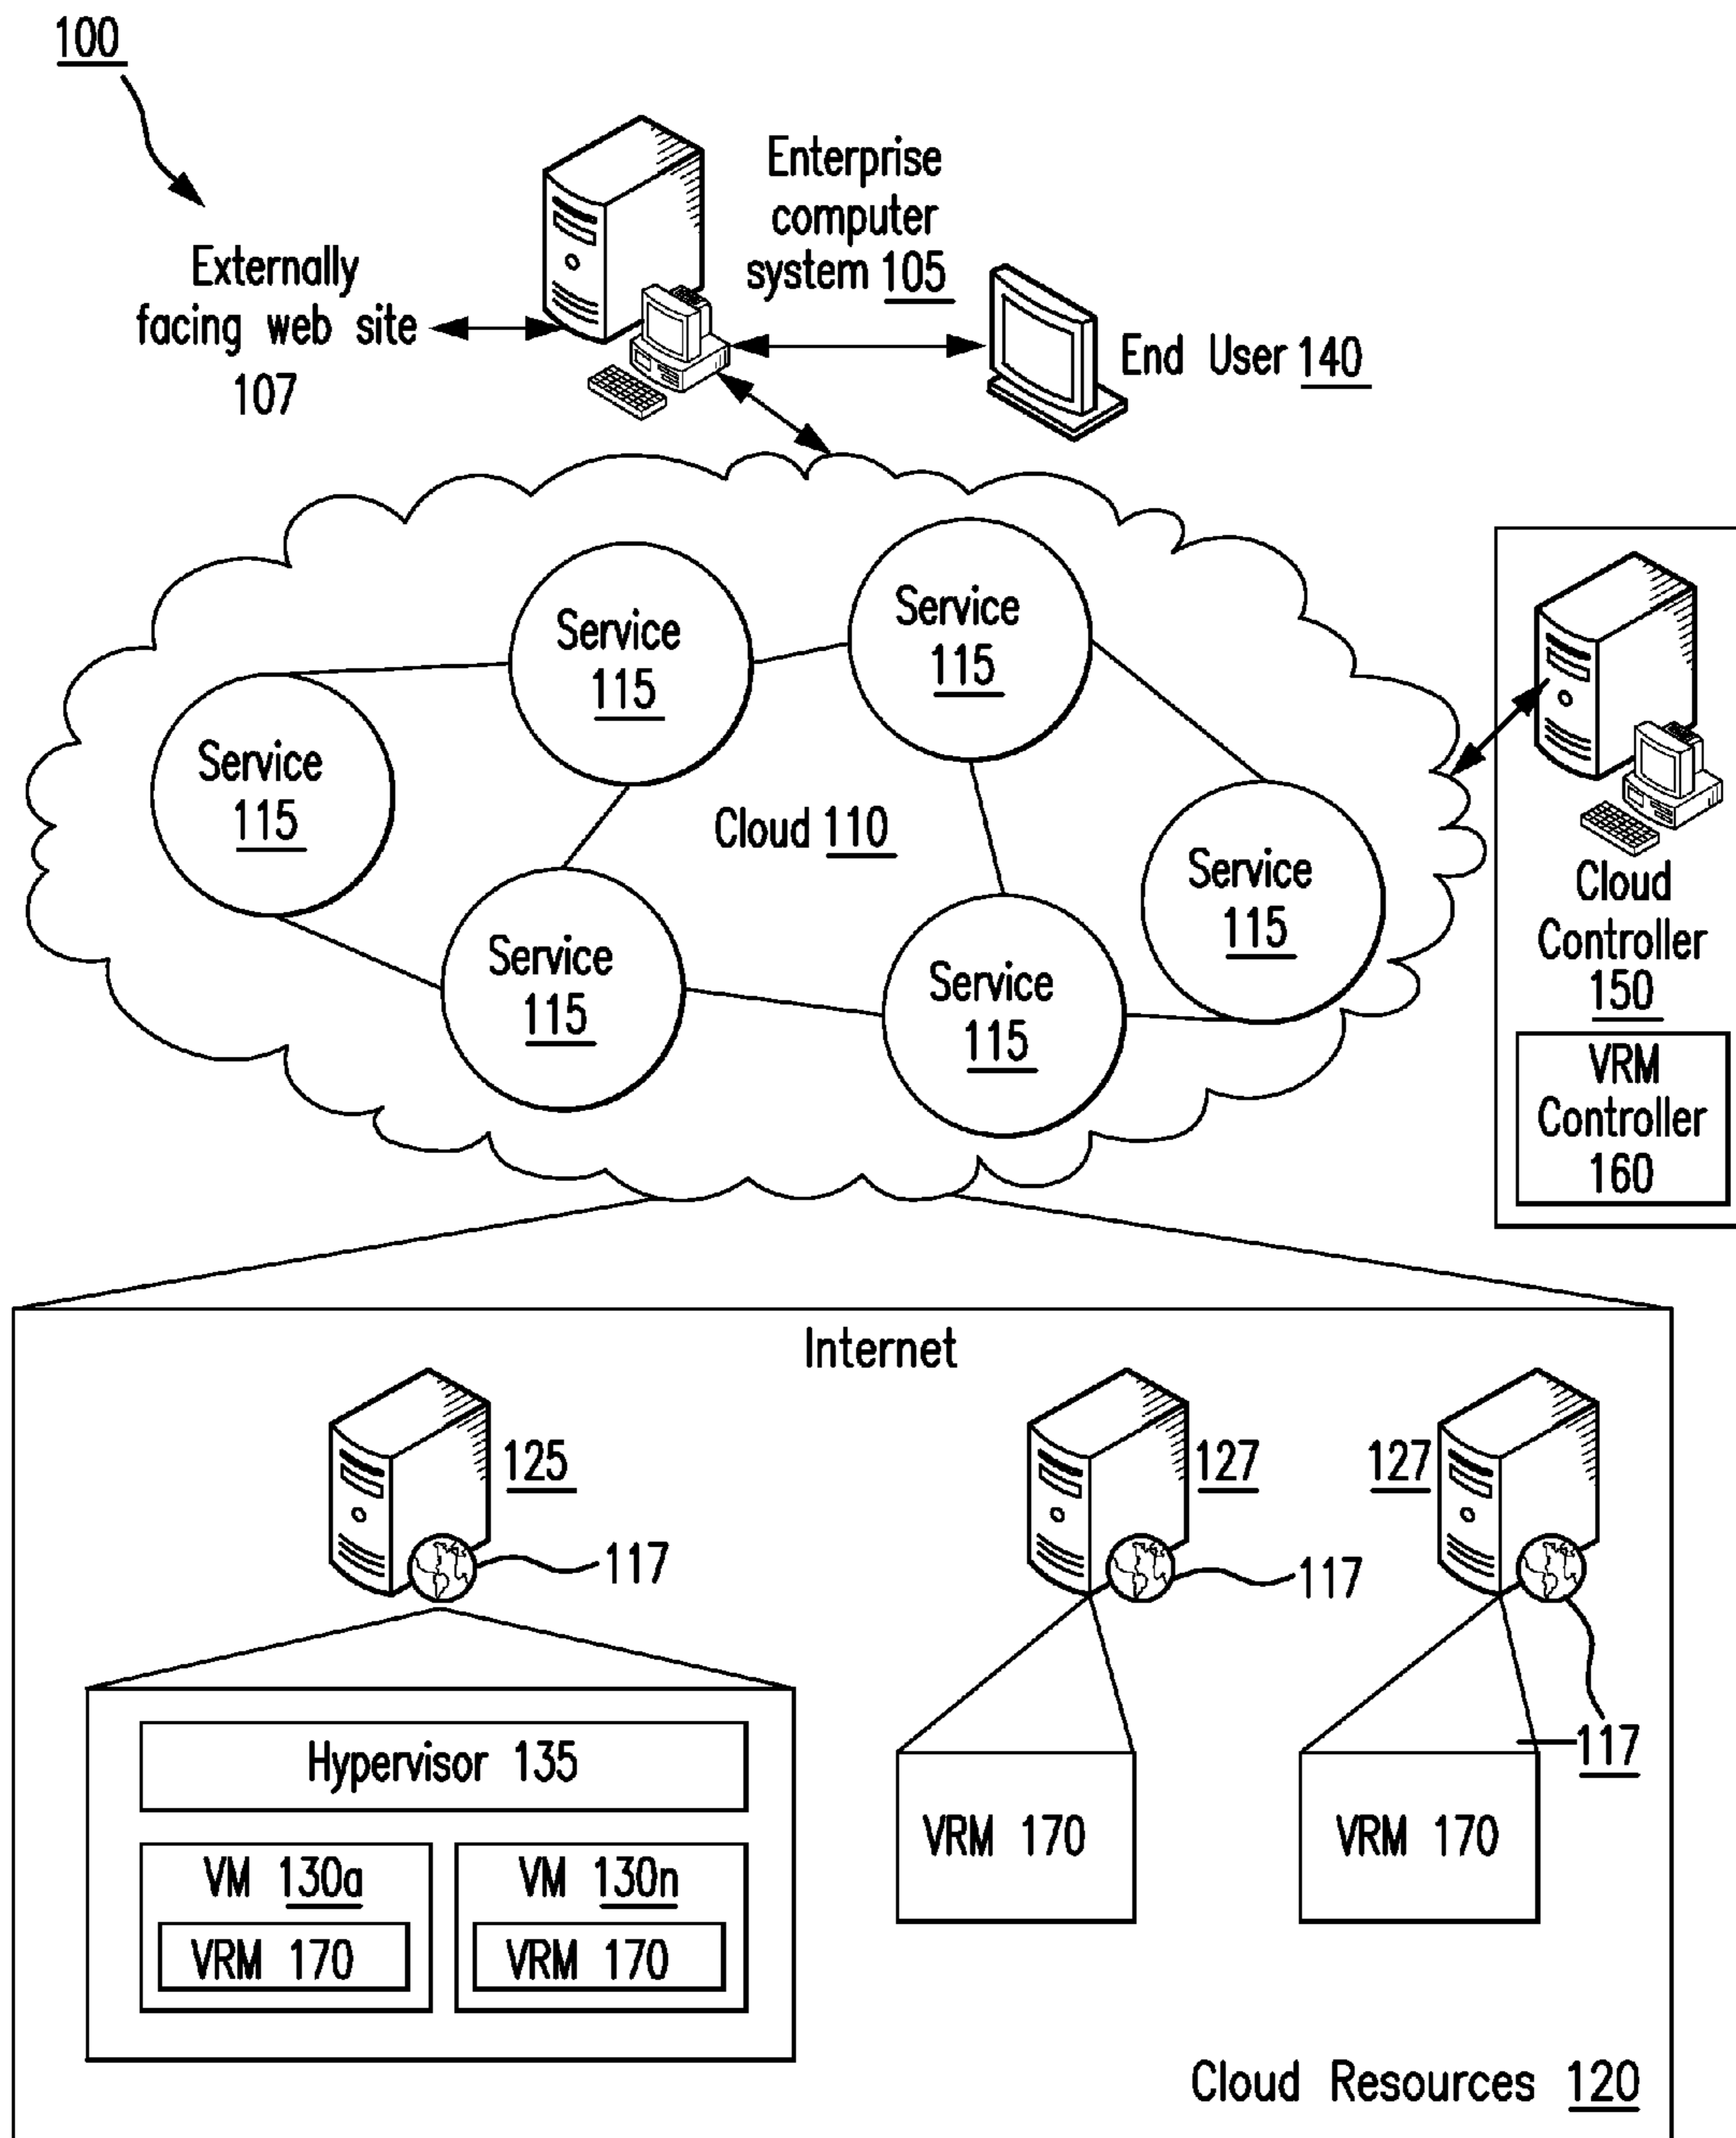 100
Enterprise
computer
system 105
Externally
facing web site
107
End User 140
Service
115
Service
115
Service
115
Cloud 110
Service
115
Service
115
Service
115
Cloud
Controller
150
VRM
Controller
160
Internet
125
127
127
117
117
117
Hypervisor 135
VM 130a
VRM 170
VM 130n
VRM 170
VRM 170
VRM 170
Cloud Resources 120